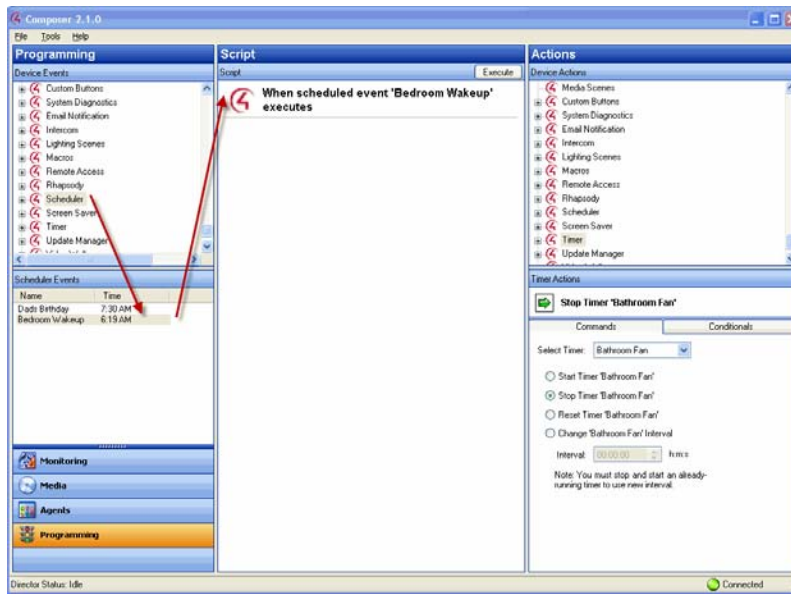 Composer 2.1.0
File Tools Help
Programming
Device Events
Custom Buttons
System Diagnostics
Email Notification
Intercom
Lighting Scenes
Macros
Remote Access
Rhapsody
Scheduler
Screen Saver
Timer
Update Manager
Scheduler Events
Name Time
Dads Birthday 7:30 AM
Bedroom Wakeup 6:19 AM
Monitoring
Media
Agents
Programming
Director Status: Idle
Script
Script Execute
When scheduled event 'Bedroom Wakeup'
executes
Actions
Device Actions
Media Scenes
Custom Buttons
System Diagnostics
Email Notification
Intercom
Lighting Scenes
Macros
Remote Access
Rhapsody
Scheduler
Screen Saver
Timer
Update Manager
Timer Actions
Stop Timer 'Bathroom Fan'
Commands Conditionals
Select Timer: Bathroom Fan
Start Timer 'Bathroom Fan'
Stop Timer 'Bathroom Fan'
Reset Timer 'Bathroom Fan'
Change 'Bathroom Fan' Interval
Interval: 00:00:00 h:m:s
Note: You must stop and start an already-
running timer to use new interval.
Connected